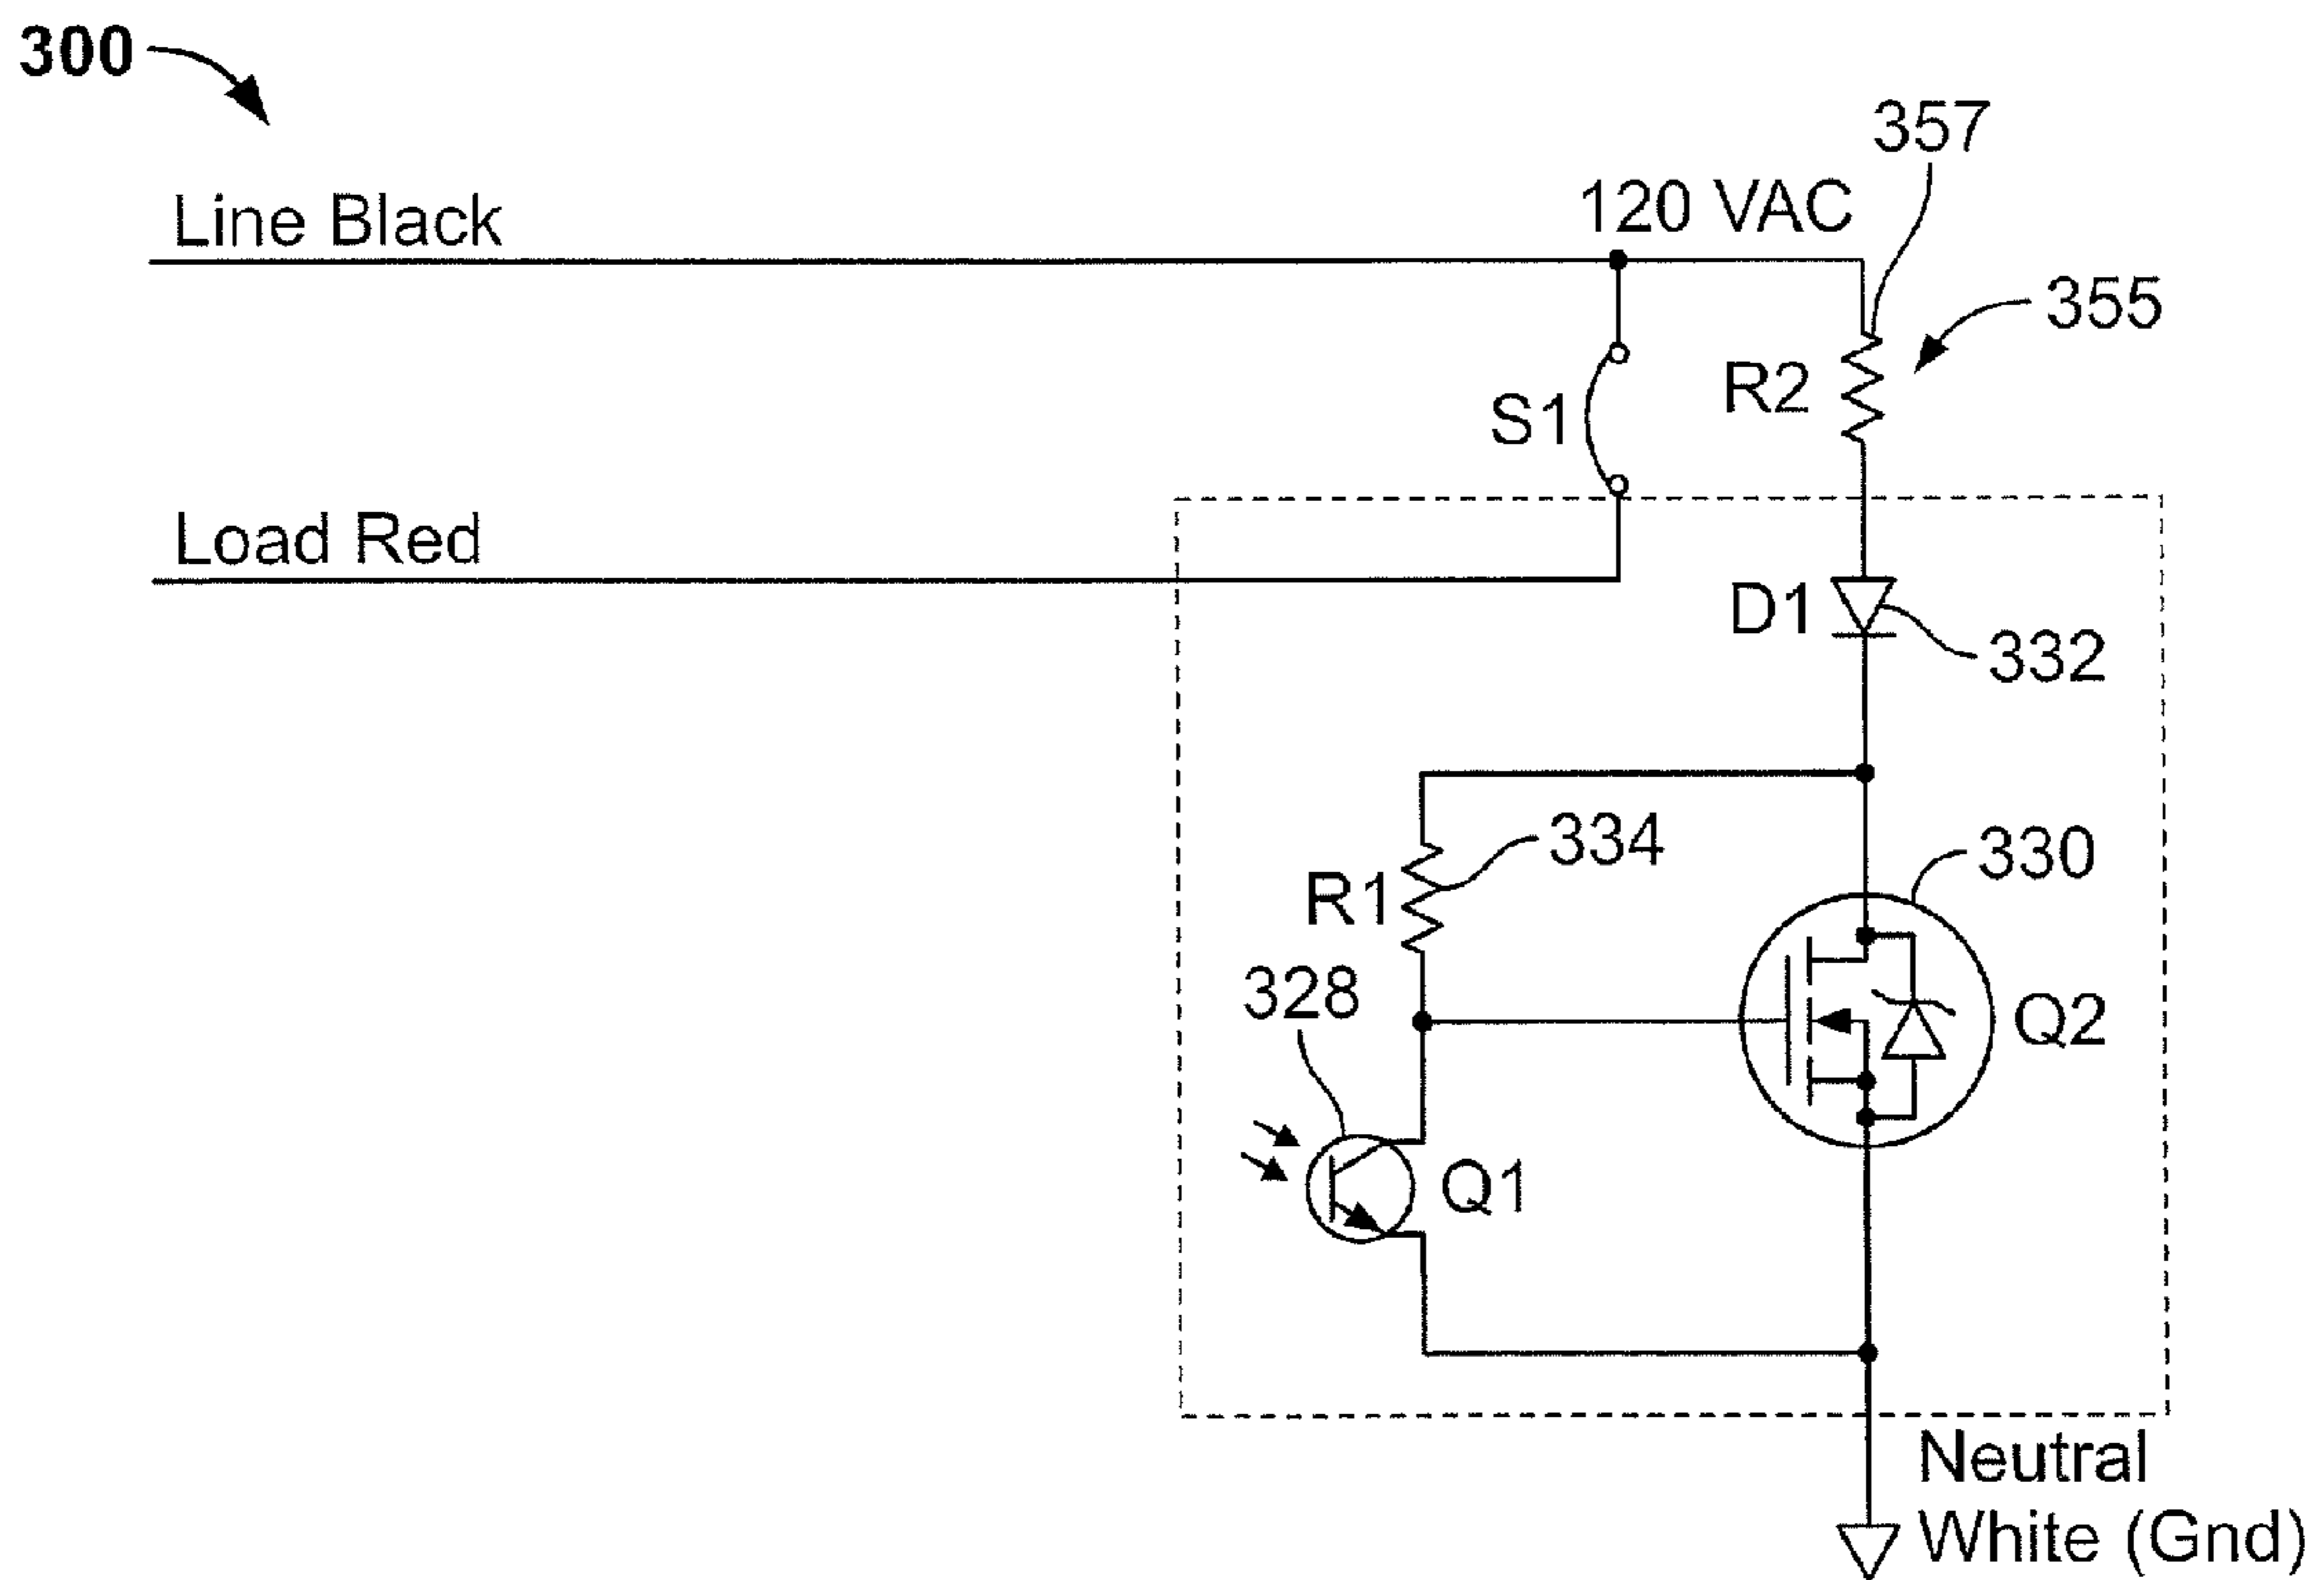 300
357
120 VAC
Line Black
355
R2
S1
Load Red
D1
332
334
330
R1
328
Q2
Q1
Neutral
White (Gnd)